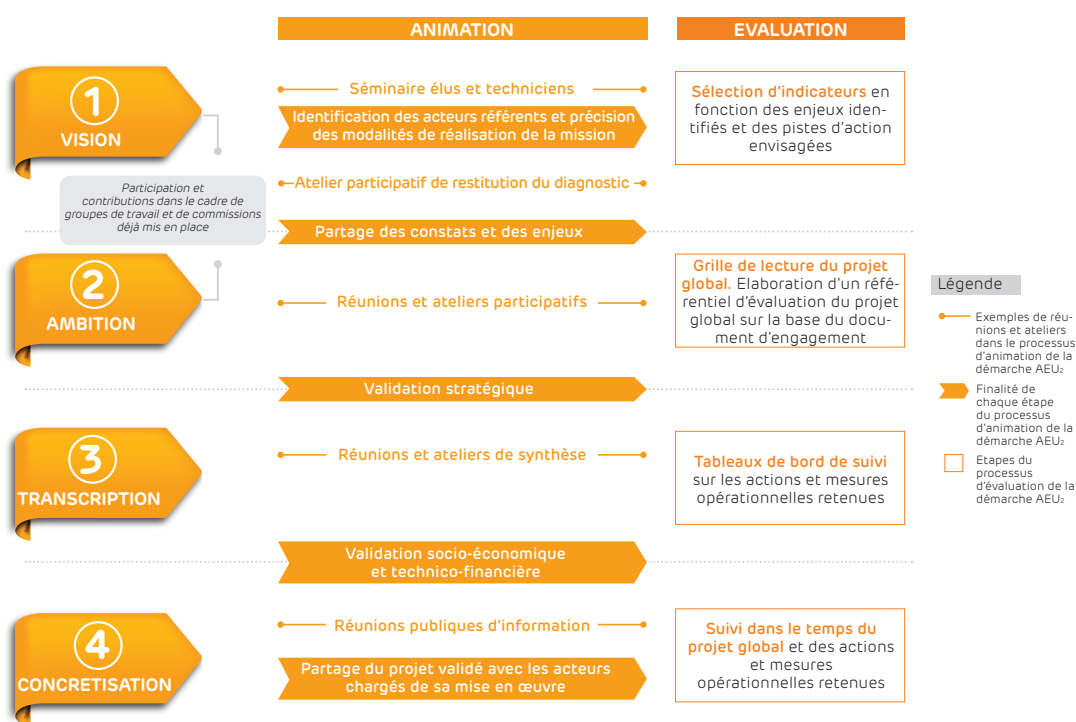 ANIMATION
EVALUATION
1
VISION
Séminaire élus et techniciens
Identification des acteurs référents et précision
des modalités de réalisation de la mission
Sélection d'indicateurs en
fonction des enjeux iden-
tifiés et des pistes d'action
envisagées
Participation et
contributions dans le cadre de
groupes de travail et de commissions
déjà mis en place
Atelier participatif de restitution du diagnostic
Partage des constats et des enjeux
2
AMBITION
Réunions et ateliers participatifs
Grille de lecture du projet
global. Elaboration d'un réfé-
rentiel d'évaluation du projet
global sur la base du docu-
ment d'engagement
Validation stratégique
3
TRANSCRIPTION
Réunions et ateliers de synthèse
Tableaux de bord de suivi
sur les actions et mesures
opérationnelles retenues
Validation socio-économique
et technico-financière
4
CONCRETISATION
Réunions publiques d'information
Partage du projet validé avec les acteurs
chargés de sa mise en œuvre
Suivi dans le temps du
projet global et des actions
et mesures
opérationnelles retenues
Légende
Exemples de réu-
nions et ateliers
dans le processus
d'animation de la
démarche AEU2
Finalité de
chaque étape
du processus
d'animation de la
démarche AEU2
Etapes du
processus
d'évaluation de la
démarche AEU2